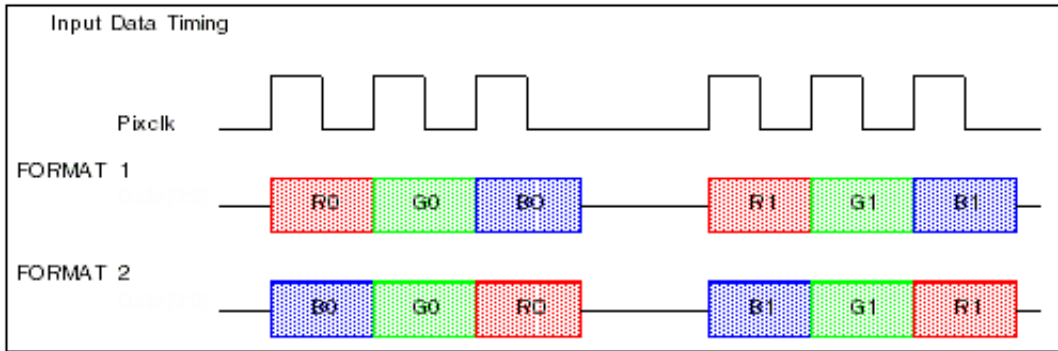 Input Data Timing
Pixclk
FORMAT 1
R0 G0 B0 R1 G1 B1
FORMAT 2
B0 G0 R0 B1 G1 R1